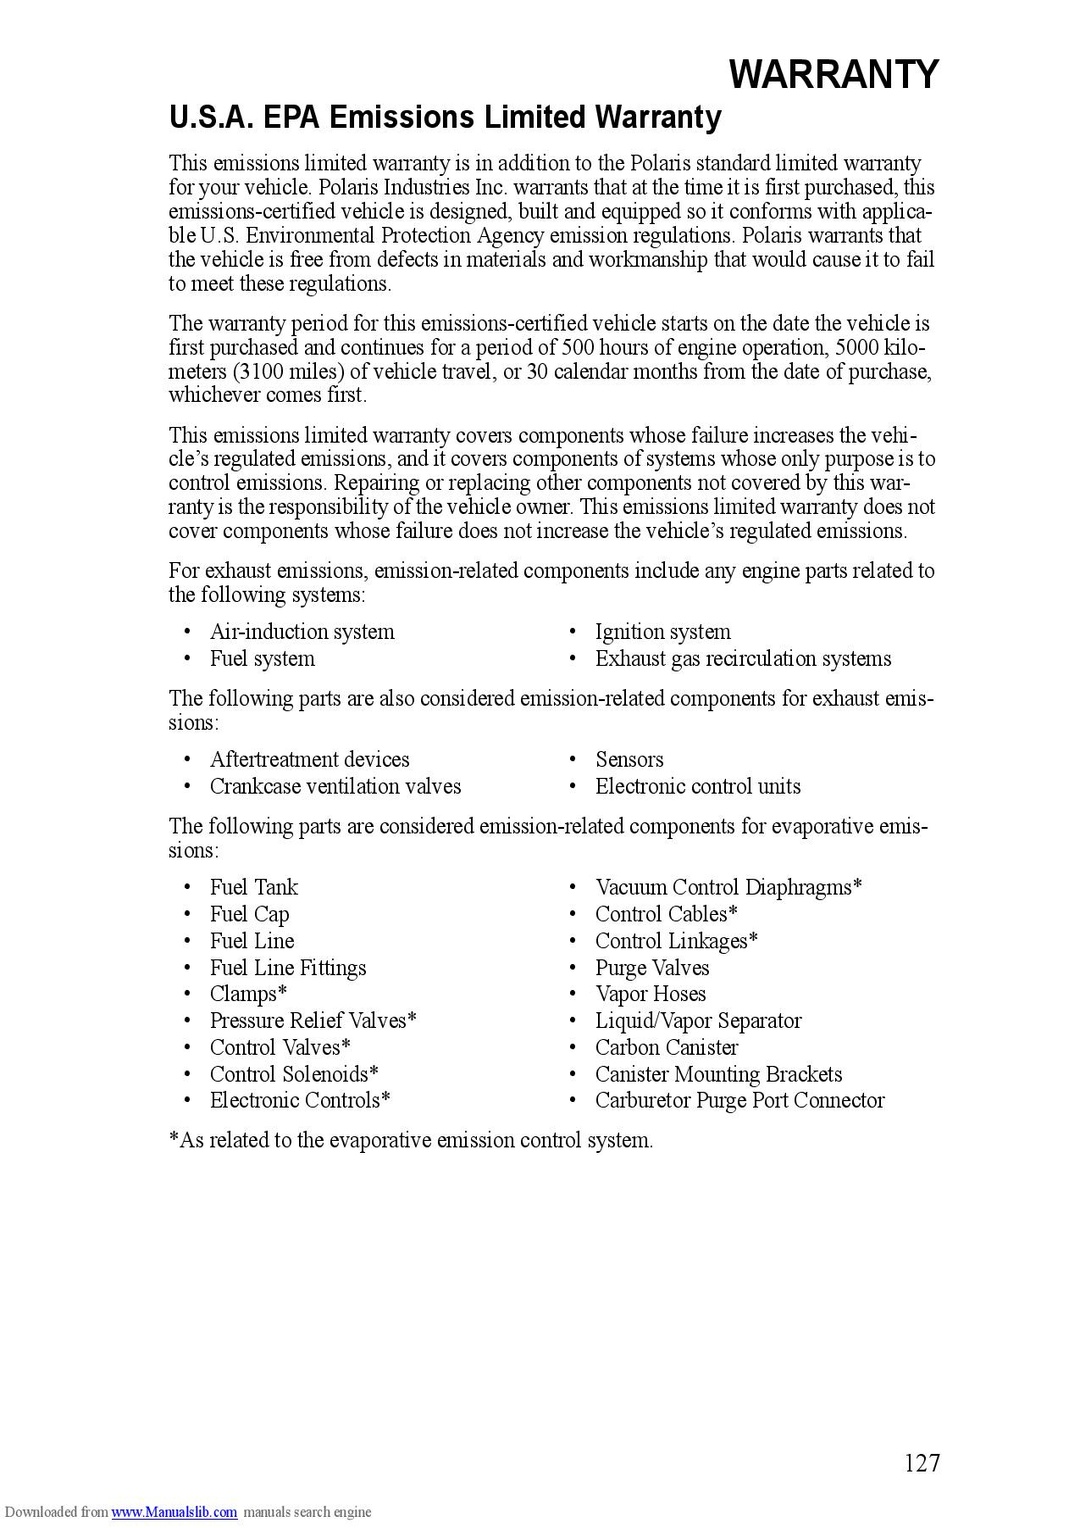 WARRANTY
U.S.A. EPA Emissions Limited Warranty
This emissions limited warranty is in addition to the Polaris standard limited warranty
for your vehicle. Polaris Industries Inc. warrants that at the time it is first purchased, this
emissions-certified vehicle is designed, built and equipped so it conforms with applica-
ble U.S. Environmental Protection Agency emission regulations. Polaris warrants that
the vehicle is free from defects in materials and workmanship that would cause it to fail
to meet these regulations.
The warranty period for this emissions-certified vehicle starts on the date the vehicle is
first purchased and continues for a period of 500 hours of engine operation, 5000 kilo-
meters (3100 miles) of vehicle travel, or 30 calendar months from the date of purchase,
whichever comes first.
This emissions limited warranty covers components whose failure increases the vehi-
cle’s regulated emissions, and it covers components of systems whose only purpose is to
control emissions. Repairing or replacing other components not covered by this war-
ranty is the responsibility of the vehicle owner. This emissions limited warranty does not
cover components whose failure does not increase the vehicle’s regulated emissions.
For exhaust emissions, emission-related components include any engine parts related to
the following systems:
• Air-induction system
• Fuel system
• Ignition system
• Exhaust gas recirculation systems
The following parts are also considered emission-related components for exhaust emis-
sions:
• Aftertreatment devices
• Crankcase ventilation valves
• Sensors
• Electronic control units
The following parts are considered emission-related components for evaporative emis-
sions:
• Fuel Tank
• Fuel Cap
• Fuel Line
• Fuel Line Fittings
• Clamps*
• Pressure Relief Valves*
• Control Valves*
• Control Solenoids*
• Electronic Controls*
• Vacuum Control Diaphragms*
• Control Cables*
• Control Linkages*
• Purge Valves
• Vapor Hoses
• Liquid/Vapor Separator
• Carbon Canister
• Canister Mounting Brackets
• Carburetor Purge Port Connector
*As related to the evaporative emission control system.
127
Downloaded from www.Manualslib.com manuals search engine